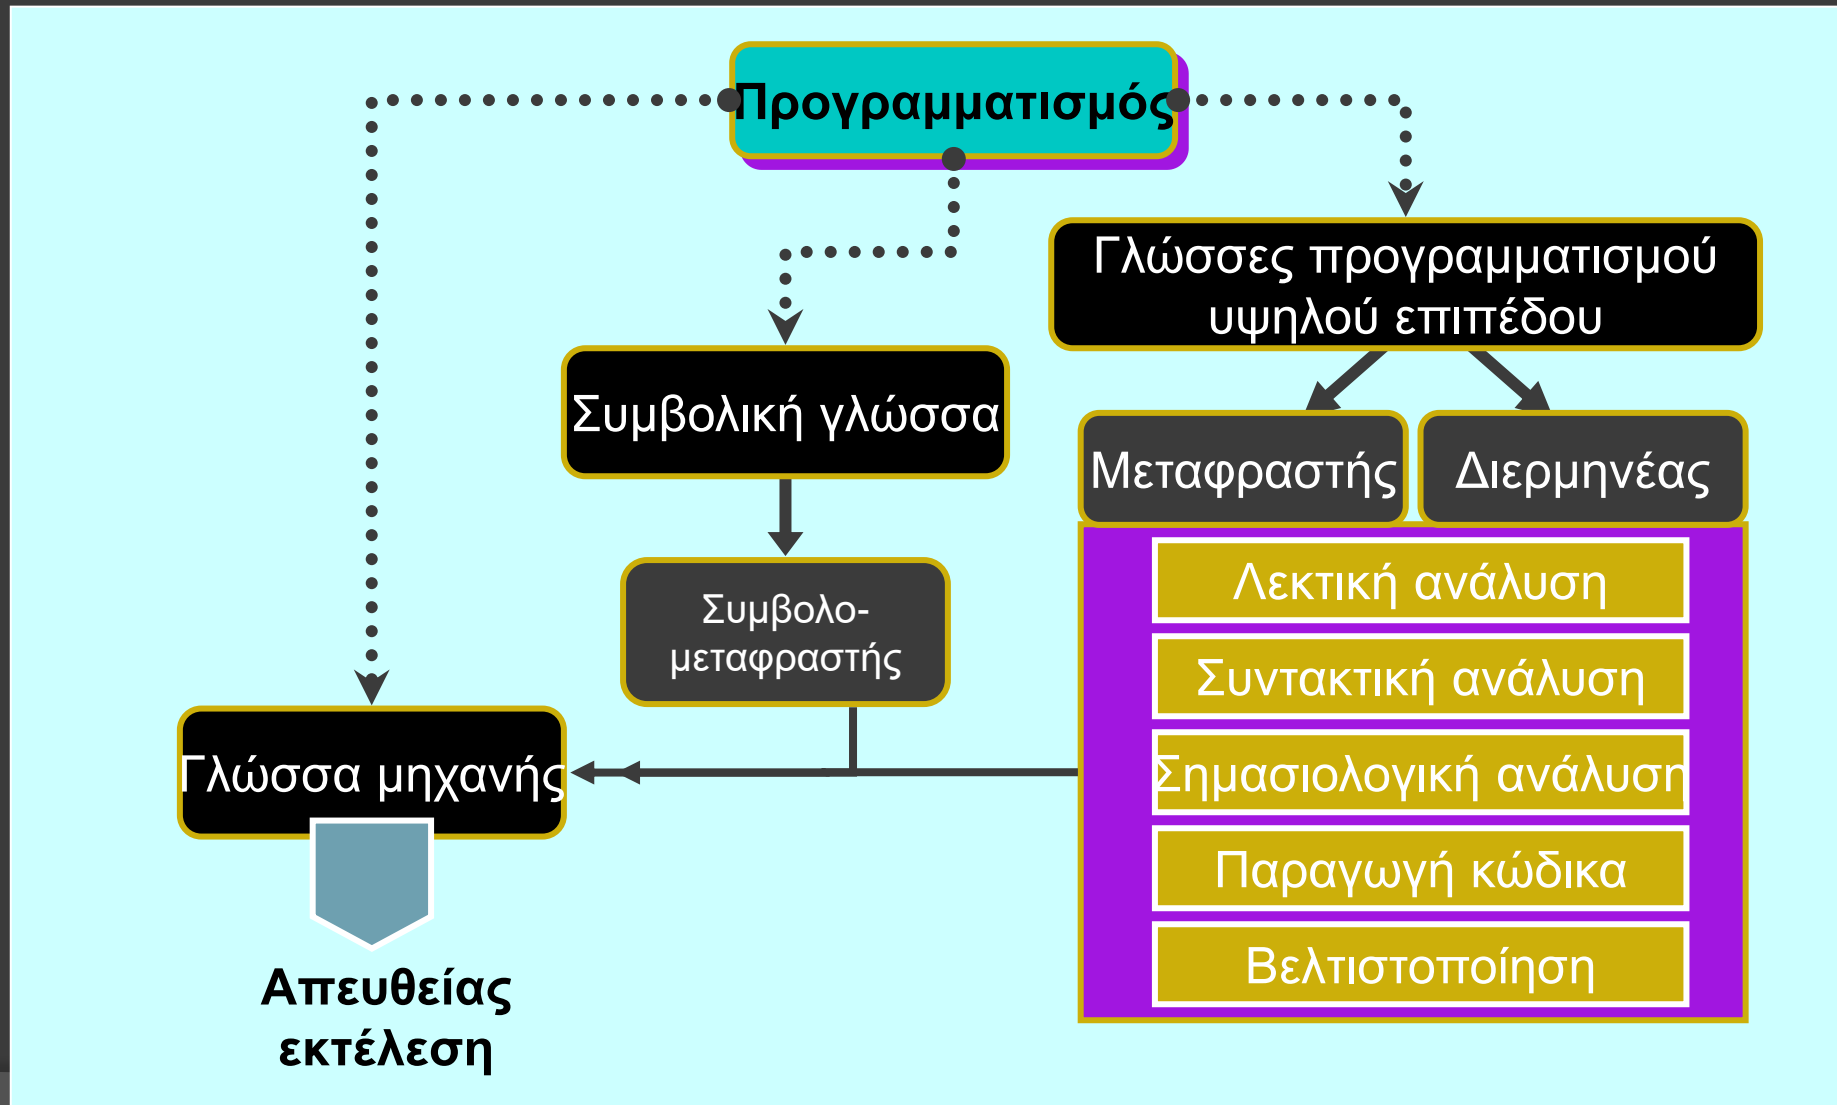 Προγραμματισμός
Γλώσσες προγραμματισμού
υψηλού επιπέδου
Συμβολική γλώσσα
Μεταφραστής
Διερμηνέας
Συμβολο-
μεταφραστής
Λεκτική ανάλυση
Συντακτική ανάλυση
Σημασιολογική ανάλυση
Παραγωγή κώδικα
Βελτιστοποίηση
Γλώσσα μηχανής
Απευθείας
εκτέλεση